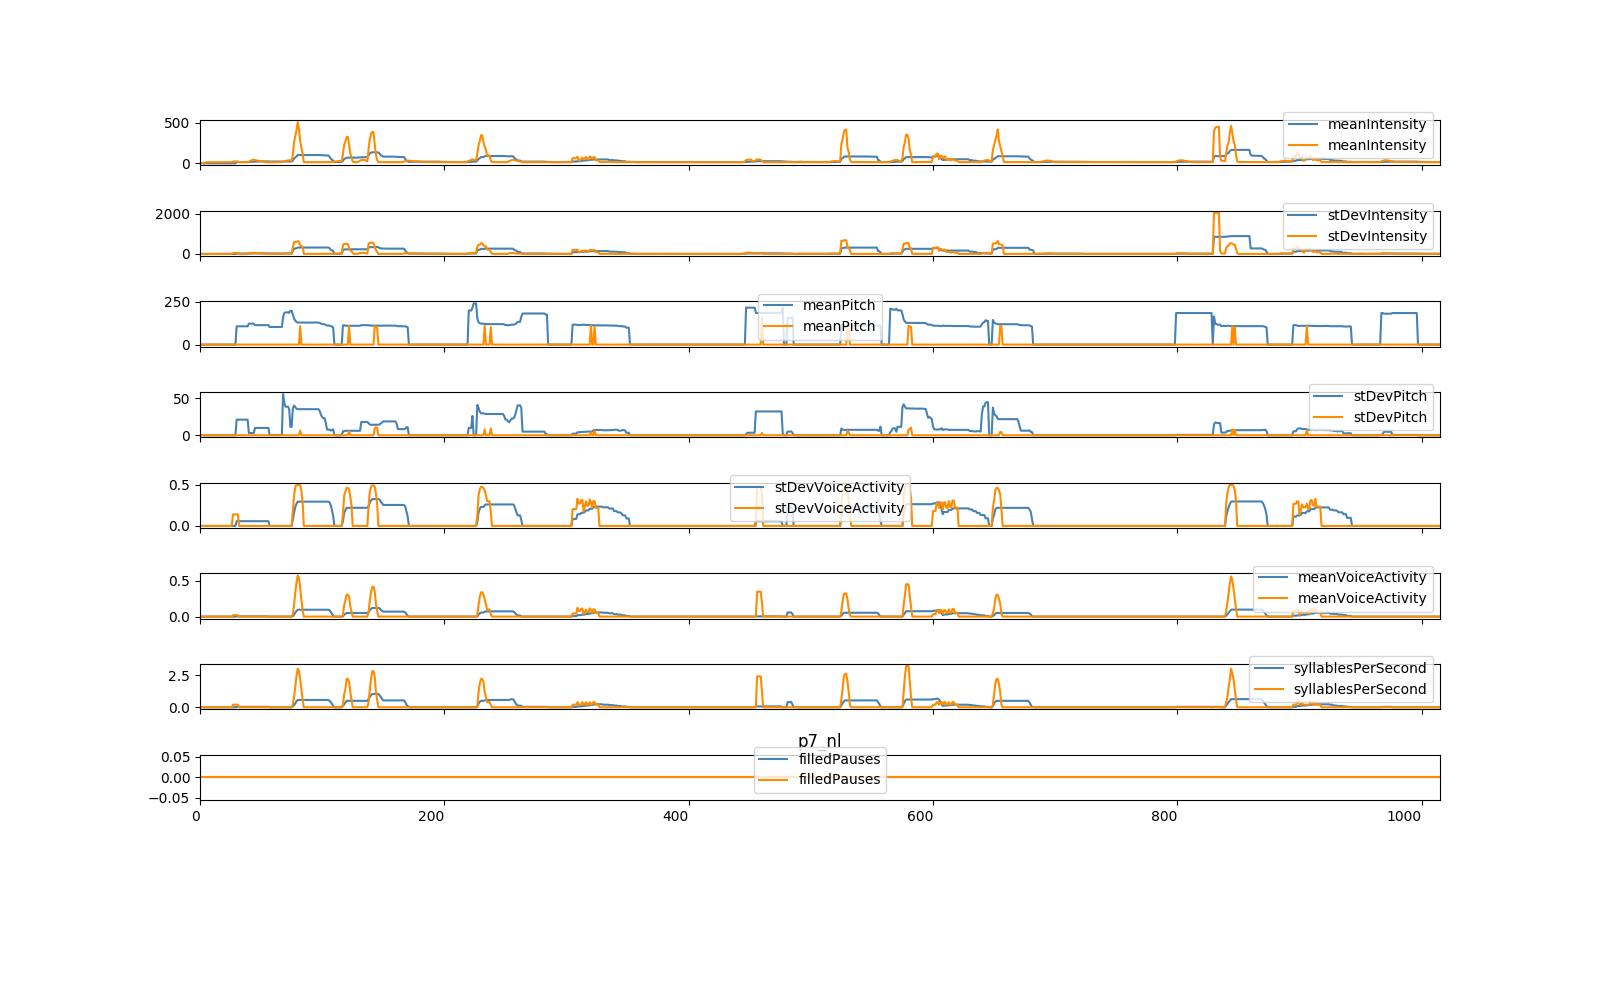 500
0
meanIntensity
meanIntensity
2000
0
stDevIntensity
stDevIntensity
250
0
meanPitch
meanPitch
50
0
stDevPitch
stDevPitch
0.5
0.0
stDevVoiceActivity
stDevVoiceActivity
0.5
0.0
meanVoiceActivity
meanVoiceActivity
2.5
0.0
syllablesPerSecond
syllablesPerSecond
p7_nl
0.05
0.00
−0.05
filledPauses
filledPauses
0 200 400 600 800 1000